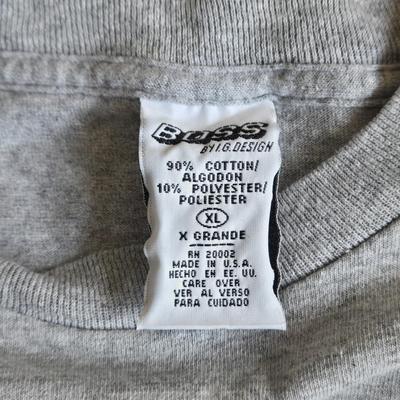 BOSS
BY I.G. DESIGN
90% COTTON/
ALGODON
10% POLYESTER/
POLIESTER
XL
X GRANDE
RN 20002
MADE IN U.S.A.
HECHO EN EE. UU.
CARE OVER
VER AL VERSO
PARA CUIDADO